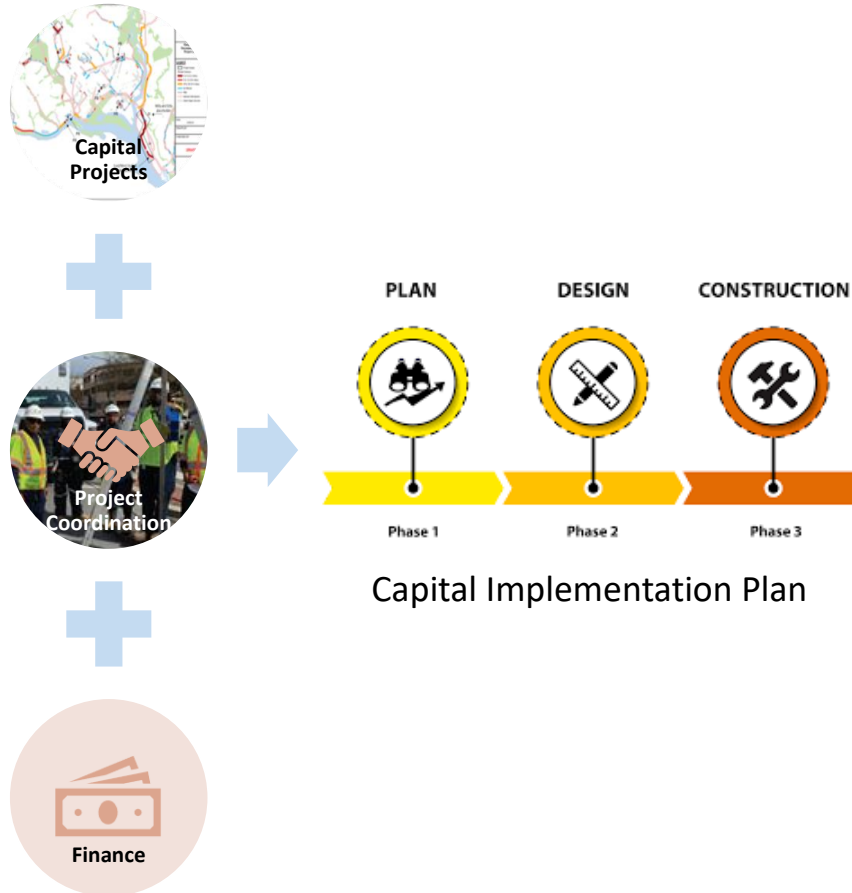 Capital
Projects
Project
Coordination
Finance
PLAN
DESIGN
CONSTRUCTION
Phase 1
Phase 2
Phase 3
Capital Implementation Plan